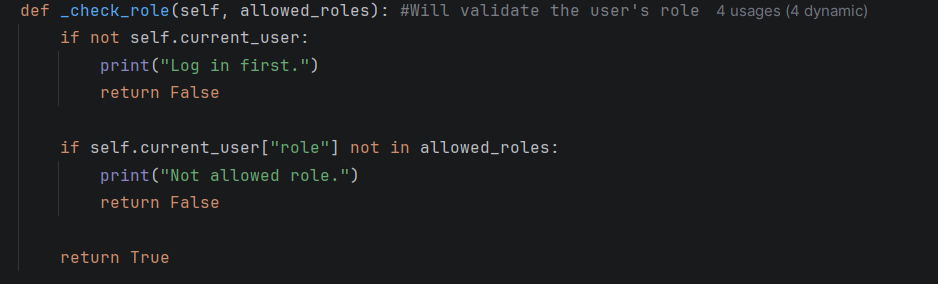 def _check_role(self, allowed_roles): #Will validate the user's role 4 usages (4 dynamic)
if not self.current_user:
print("Log in first.")
return False
if self.current_user["role"] not in allowed_roles:
print("Not allowed role.")
return False
return True